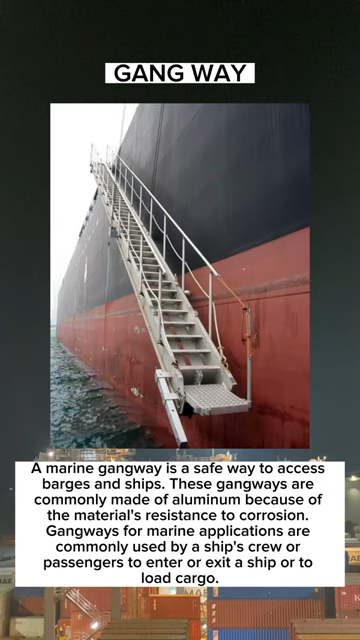 GANG WAY
A marine gangway is a safe way to access
barges and ships. These gangways are
commonly made of aluminum because of
the material's resistance to corrosion.
Gangways for marine applications are
commonly used by a ship's crew or
passengers to enter or exit a ship or to
load cargo.